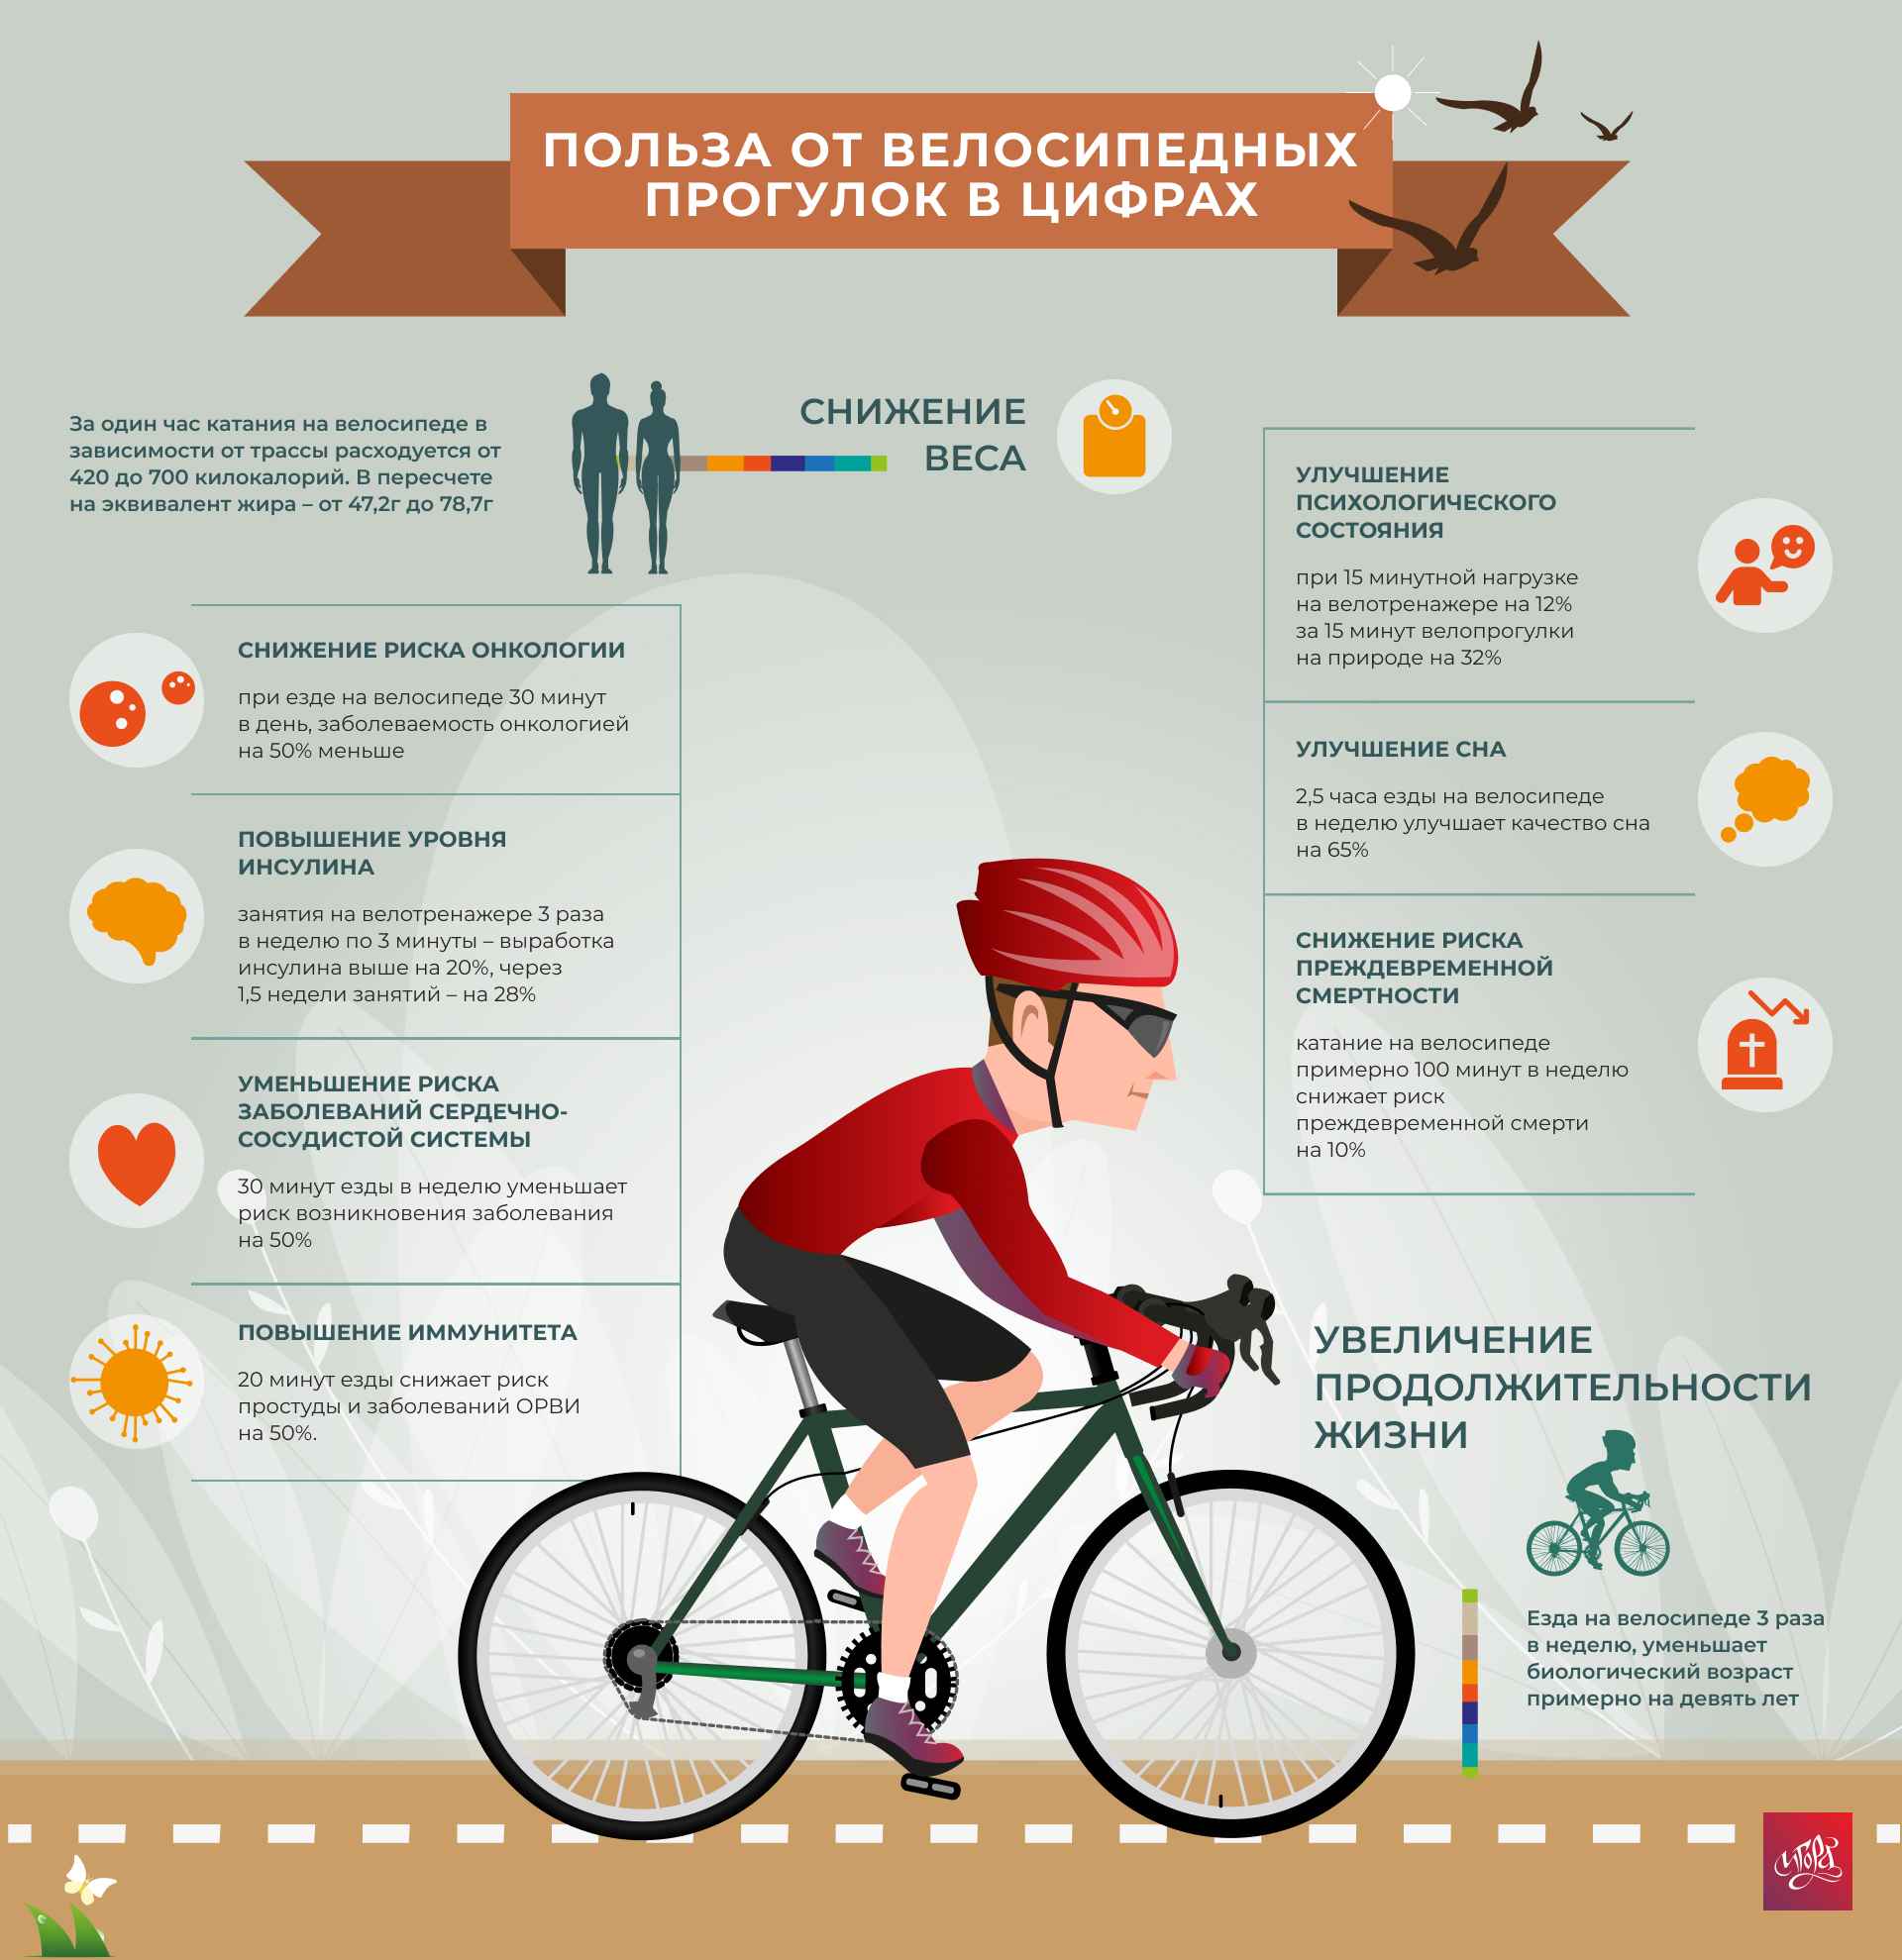 ПОЛЬЗА ОТ ВЕЛОСИПЕДНЫХ
ПРОГУЛОК В ЦИФРАХ
За один час катания на велосипеде в
зависимости от трассы расходуется от
420 до 700 килокалорий. В пересчете
на эквивалент жира – от 47,2г до 78,7г
СНИЖЕНИЕ
ВЕСА
СНИЖЕНИЕ РИСКА ОНКОЛОГИИ
при езде на велосипеде 30 минут
в день, заболеваемость онкологией
на 50% меньше
ПОВЫШЕНИЕ УРОВНЯ
ИНСУЛИНА
занятия на велотренажере 3 раза
в неделю по 3 минуты – выработка
инсулина выше на 20%, через
1,5 недели занятий – на 28%
УМЕНЬШЕНИЕ РИСКА
ЗАБОЛЕВАНИЙ СЕРДЕЧНО-
СОСУДИСТОЙ СИСТЕМЫ
30 минут езды в неделю уменьшает
риск возникновения заболевания
на 50%
ПОВЫШЕНИЕ ИММУНИТЕТА
20 минут езды снижает риск
простуды и заболеваний ОРВИ
на 50%.
УЛУЧШЕНИЕ
ПСИХОЛОГИЧЕСКОГО
СОСТОЯНИЯ
при 15 минутной нагрузке
на велотренажере на 12%
за 15 минут велопрогулки
на природе на 32%
УЛУЧШЕНИЕ СНА
2,5 часа езды на велосипеде
в неделю улучшает качество сна
на 65%
СНИЖЕНИЕ РИСКА
ПРЕЖДЕВРЕМЕННОЙ
СМЕРТНОСТИ
катание на велосипеде
примерно 100 минут в неделю
снижает риск
преждевременной смерти
на 10%
УВЕЛИЧЕНИЕ
ПРОДОЛЖИТЕЛЬНОСТИ
ЖИЗНИ
Езда на велосипеде 3 раза
в неделю, уменьшает
биологический возраст
примерно на девять лет
игора